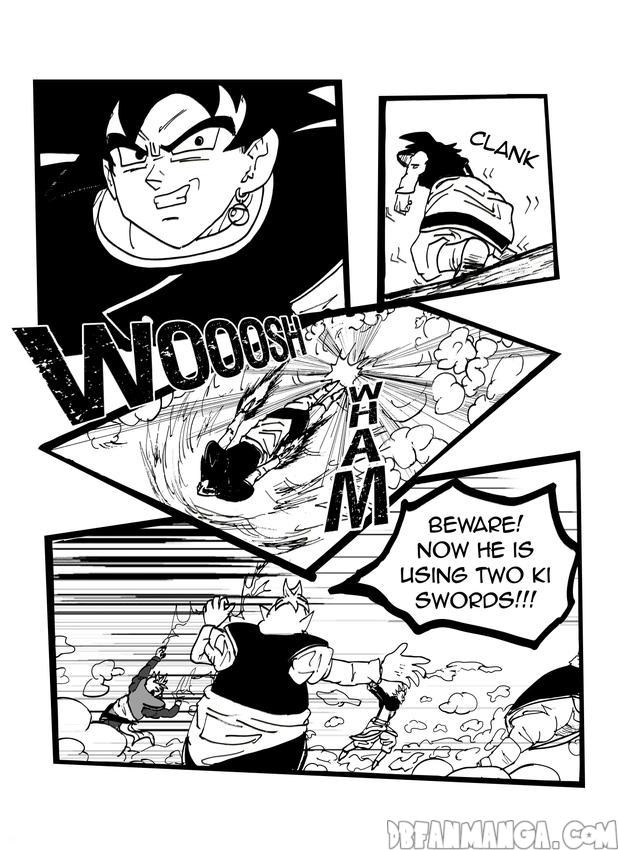 CLANK
WOOOSH
WHAM
BEWARE!
NOW HE IS
USING TWO KI
SWORDS!!!
DBFANMANGA.COM